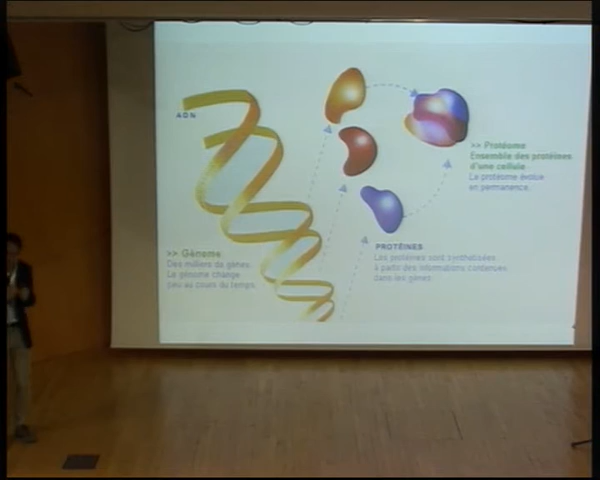 ADN
>> Protéome
Ensemble des protéines
d'une cellule
Le protéome évolue
en permanence.
PROTÉINES
Les protéines sont synthétisées
à partir des informations contenues
dans les gènes.
>> Génome
Des milliers de gènes.
Le génome change
peu au cours du temps.